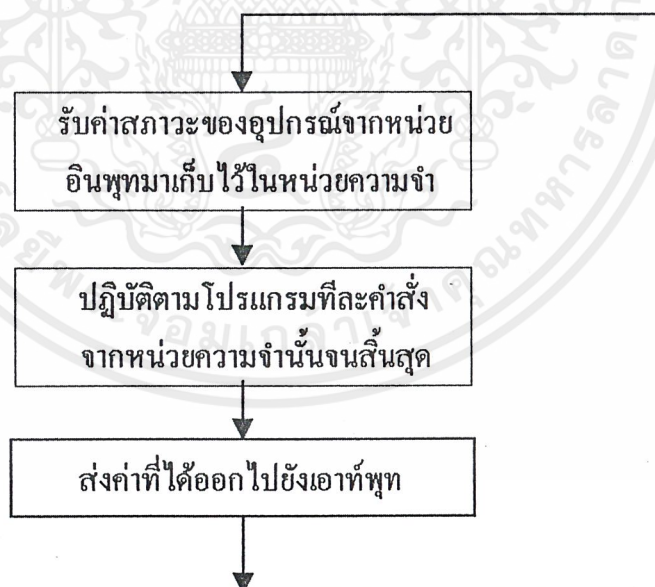 รับค่าสภาวะของอุปกรณ์จากหน่วย
อินพุทมาเก็บไว้ในหน่วยความจำ
ปฏิบัติตามโปรแกรมทีละคำสั่ง
จากหน่วยความจำนั้นจนสิ้นสุด
ส่งค่าที่ได้ออกไปยังเอาท์พุท